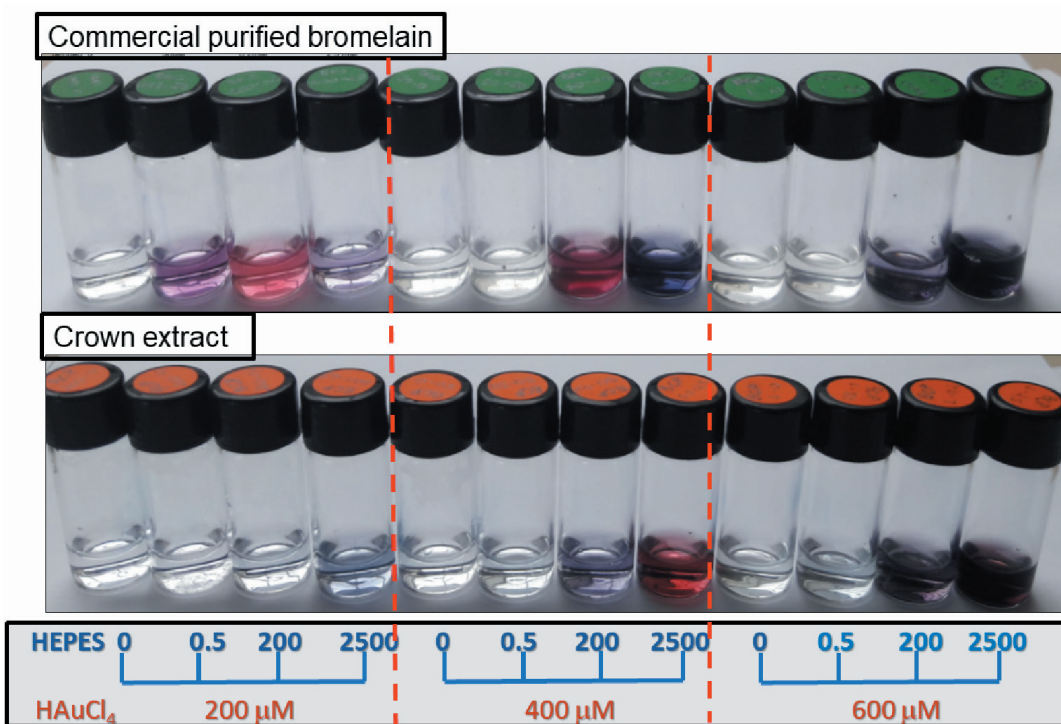 Commercial purified bromelain
Crown extract
HEPES 0 0.5 200 2500 0 0.5 200 2500 0 0.5 200 2500
HAuCl₄ 200 µM 400 µM 600 µM